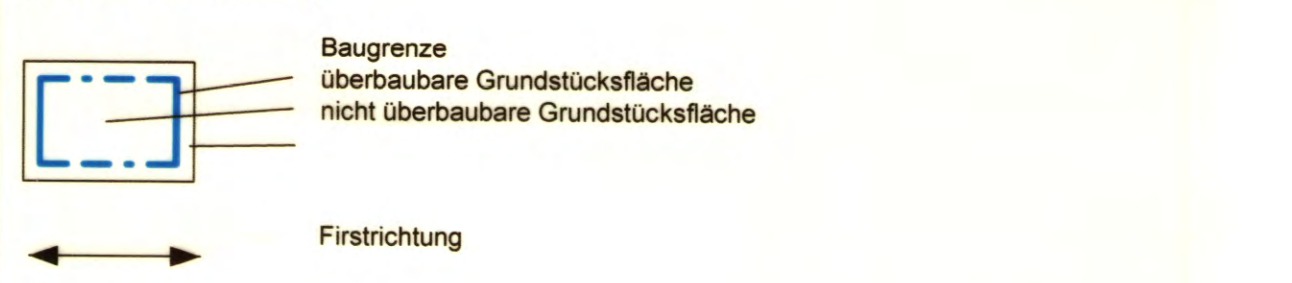 Baugrenze
überbaubare Grundstücksfläche
nicht überbaubare Grundstücksfläche
Firstrichtung